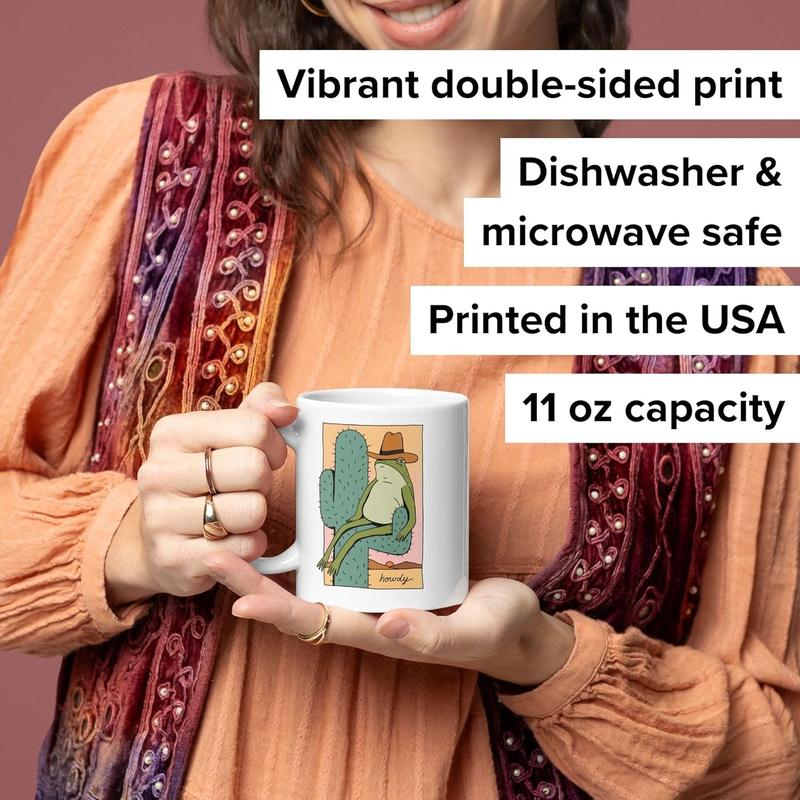 Vibrant double-sided print
Dishwasher &
microwave safe
Printed in the USA
11 oz capacity
howdy.